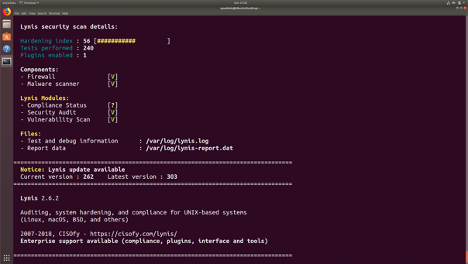 Lynis security scan details:
Hardening index : 56 [########### ]
Tests performed : 240
Plugins enabled : 1
Components:
- Firewall [V]
- Malware scanner [V]
Lynis Modules:
- Compliance Status [?]
- Security Audit [V]
- Vulnerability Scan [V]
Files:
- Test and debug information : /var/log/lynis.log
- Report data : /var/log/lynis-report.dat
================================================================================
Notice: Lynis update available
Current version : 262 Latest version : 303
================================================================================
Lynis 2.6.2
Auditing, system hardening, and compliance for UNIX-based systems
(Linux, macOS, BSD, and others)
2007-2018, CISOfy - https://cisofy.com/lynis/
Enterprise support available (compliance, plugins, interface and tools)
================================================================================